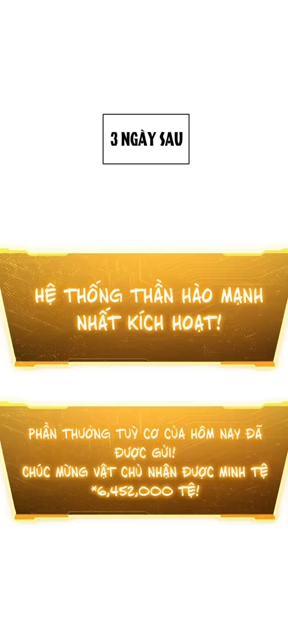 3 NGÀY SAU
HỆ THỐNG THẦN HÀO MẠNH
NHẤT KÍCH HOẠT!
PHẦN THƯỞNG TUỲ CƠ CỦA HÔM NAY ĐÃ
ĐƯỢC GỬI!
CHÚC MỪNG VẬT CHỦ NHẬN ĐƯỢC MINH TỆ
*6,452,000 TỆ!